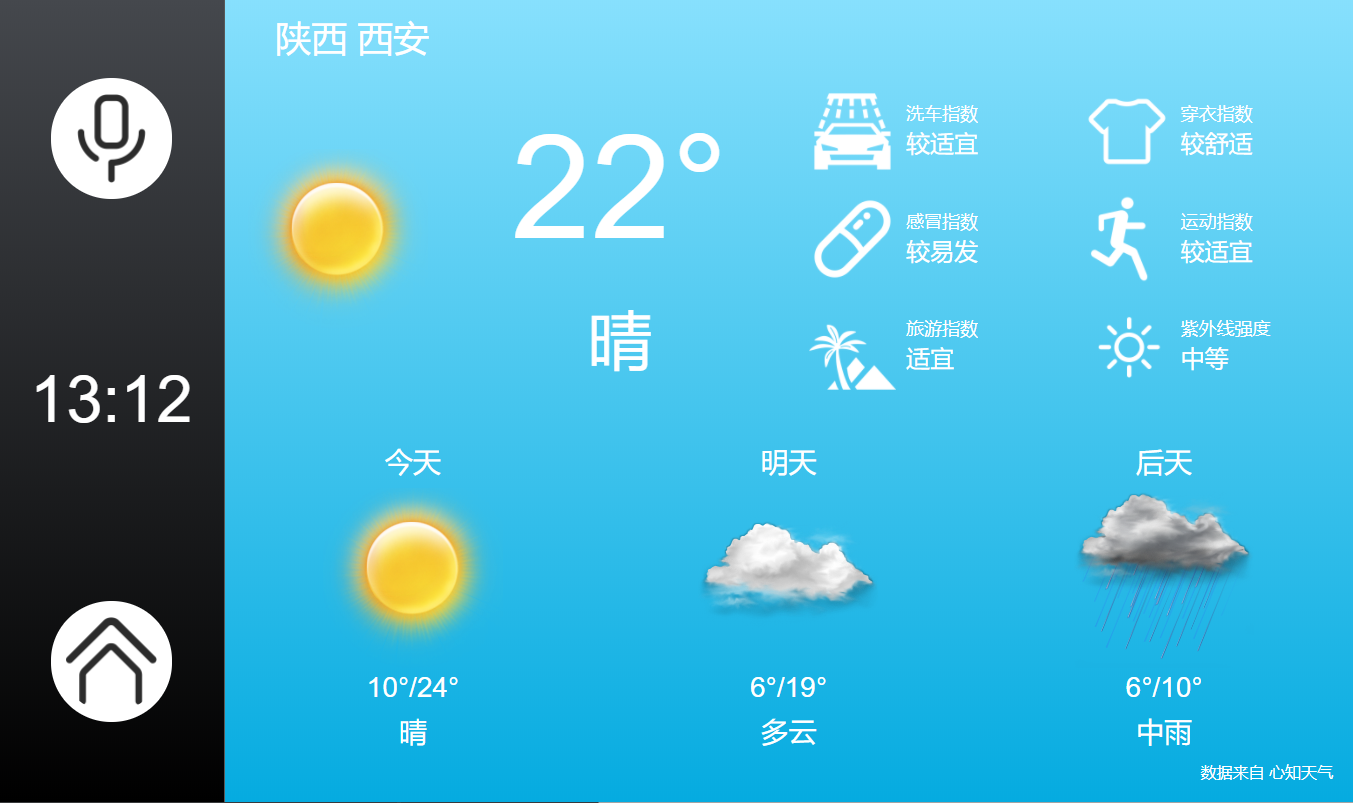 陕西 西安
22°
晴
洗车指数
较适宜
穿衣指数
较舒适
感冒指数
较易发
运动指数
较适宜
旅游指数
适宜
紫外线强度
中等
13:12
今天
明天
后天
10°/24°
6°/19°
6°/10°
晴
多云
中雨
数据来自 心知天气